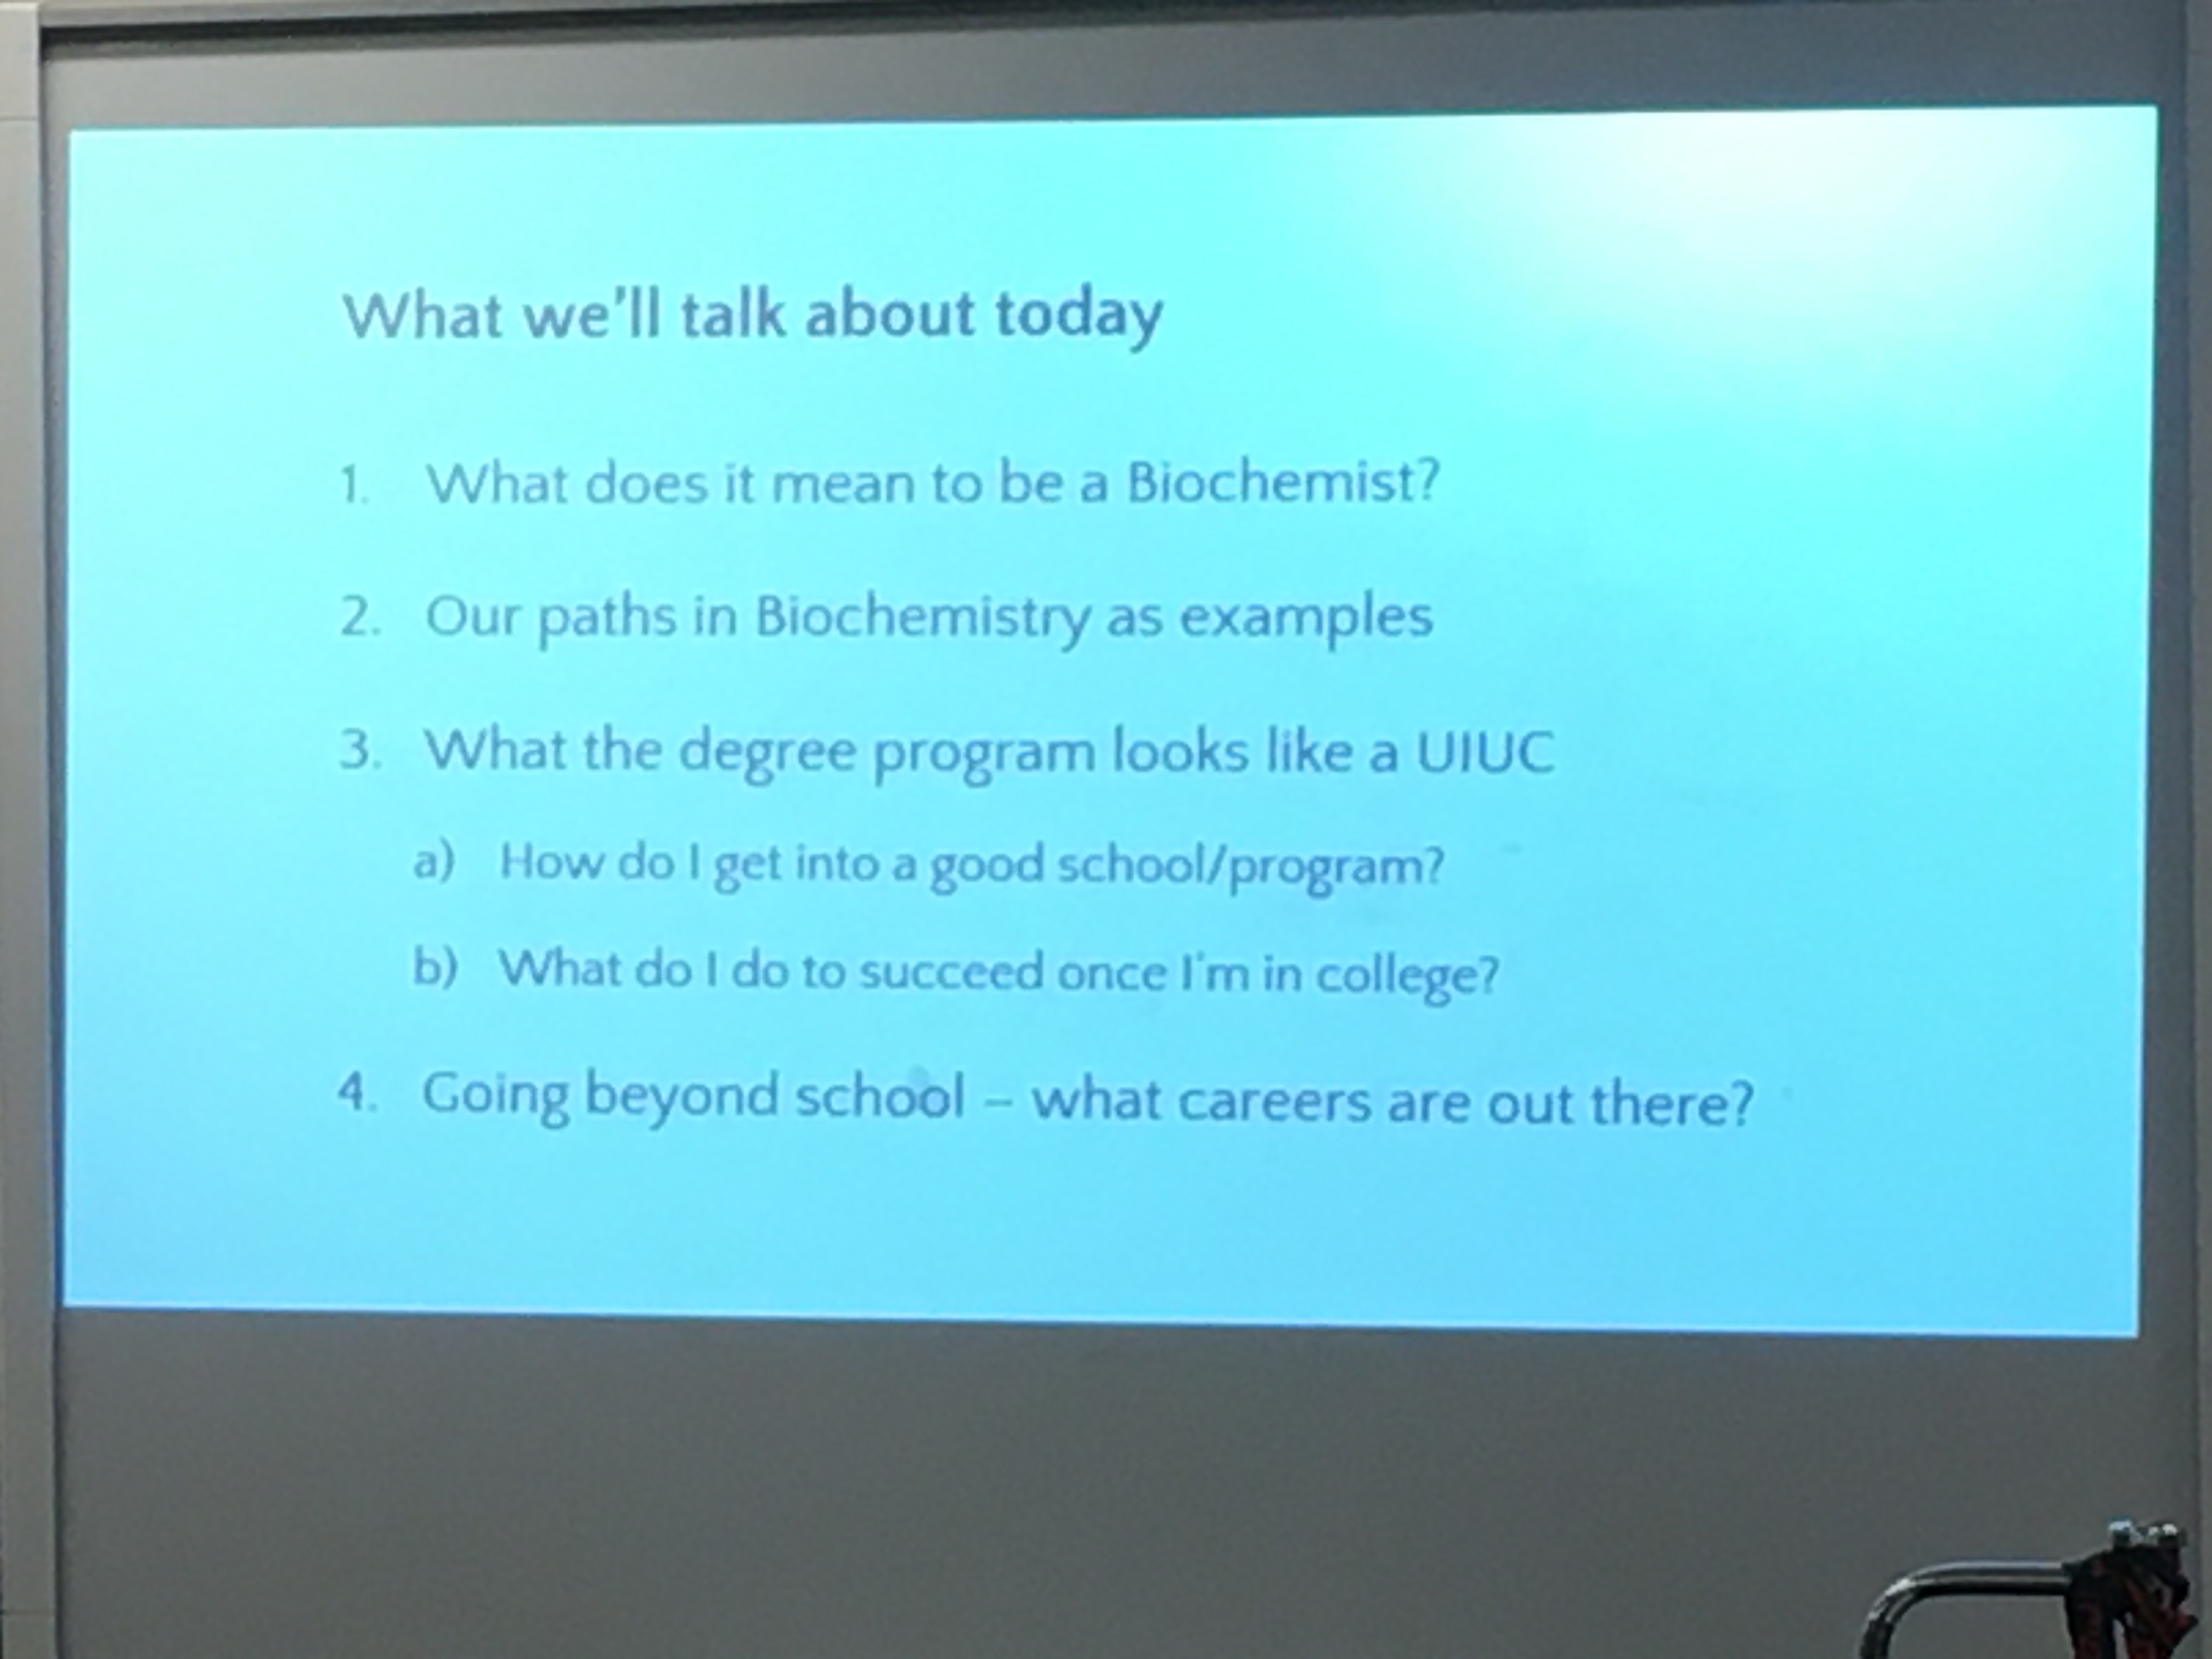 What we'll talk about today
1. What does it mean to be a Biochemist?
2. Our paths in Biochemistry as examples
3. What the degree program looks like a UIUC
a) How do I get into a good school/program?
b) What do I do to succeed once I'm in college?
4. Going beyond school – what careers are out there?